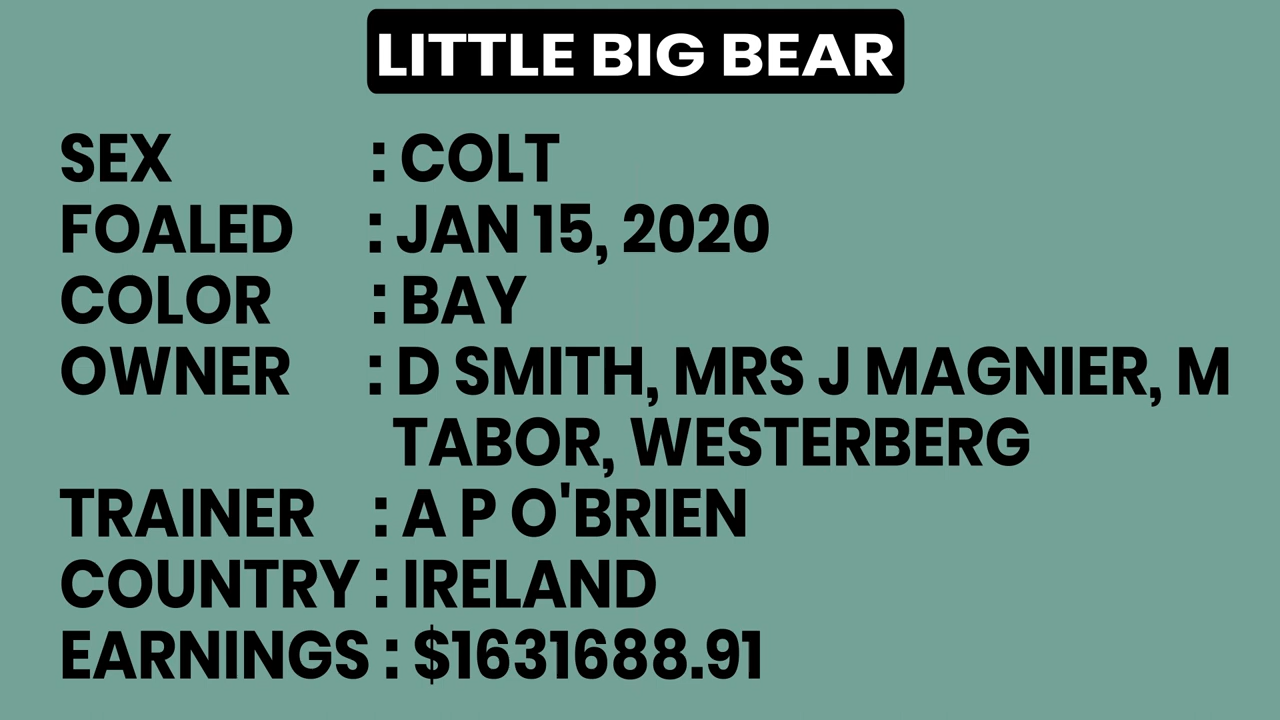 LITTLE BIG BEAR
SEX : COLT
FOALED : JAN 15, 2020
COLOR : BAY
OWNER : D SMITH, MRS J MAGNIER, M
TABOR, WESTERBERG
TRAINER : A P O'BRIEN
COUNTRY : IRELAND
EARNINGS : $1631688.91